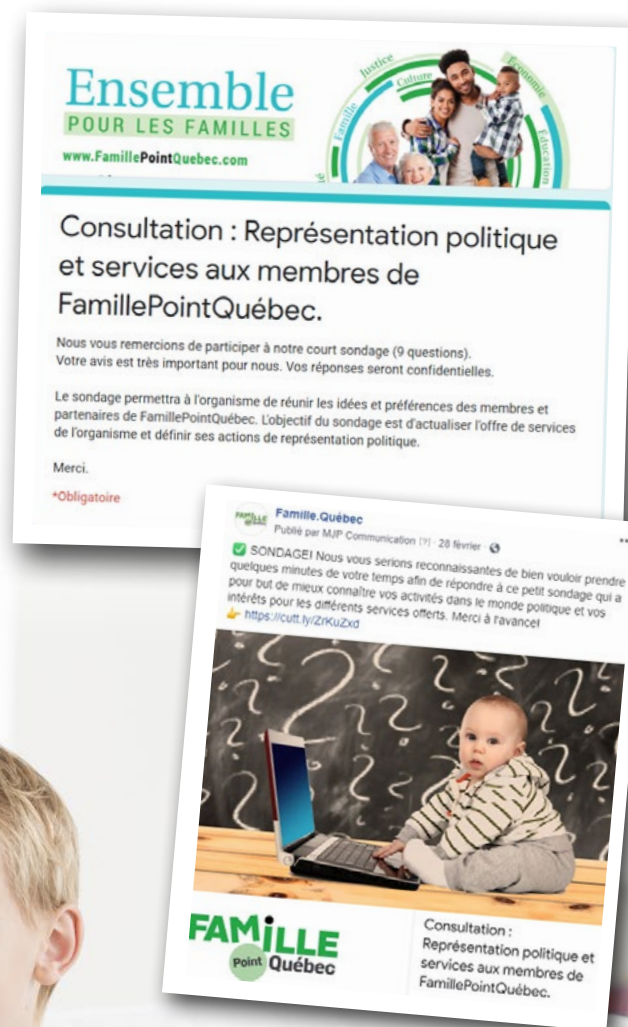 Ensemble
POUR LES FAMILLES
www.FamillePointQuebec.com
Justice
Culture
Économie
Famille
Éducation
Consultation : Représentation politique
et services aux membres de
FamillePointQuébec.
Nous vous remercions de participer à notre court sondage (9 questions).
Votre avis est très important pour nous. Vos réponses seront confidentielles.
Le sondage permettra à l'organisme de réunir les idées et préférences des membres et
partenaires de FamillePointQuébec. L'objectif du sondage est d'actualiser l'offre de services
de l'organisme et définir ses actions de représentation politique.
Merci.
*Obligatoire
Famille.Québec
Publié par MJP Communication [?] · 28 février ·
✅ SONDAGE! Nous vous serions reconnaissantes de bien vouloir prendre
quelques minutes de votre temps afin de répondre à ce petit sondage qui a
pour but de mieux connaître vos activités dans le monde politique et vos
intérêts pour les différents services offerts. Merci à l'avance!
👉 https://cutt.ly/ZrKuZxd
FAMiLLE
Point Québec
Consultation :
Représentation politique et
services aux membres de
FamillePointQuébec.